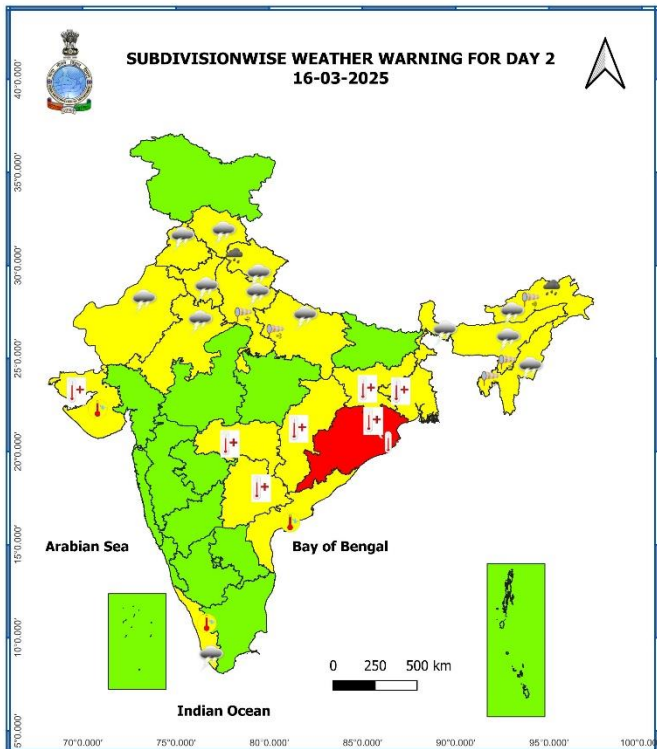 SUBDIVISIONWISE WEATHER WARNING FOR DAY 2
16-03-2025
40°0.000'
35°0.000'
30°0.000'
25°0.000'
20°0.000'
15°0.000'
10°0.000'
5°0.000'
Arabian Sea
Bay of Bengal
0 250 500 km
Indian Ocean
70°0.000' 75°0.000' 80°0.000' 85°0.000' 90°0.000' 95°0.000' 100°0.00